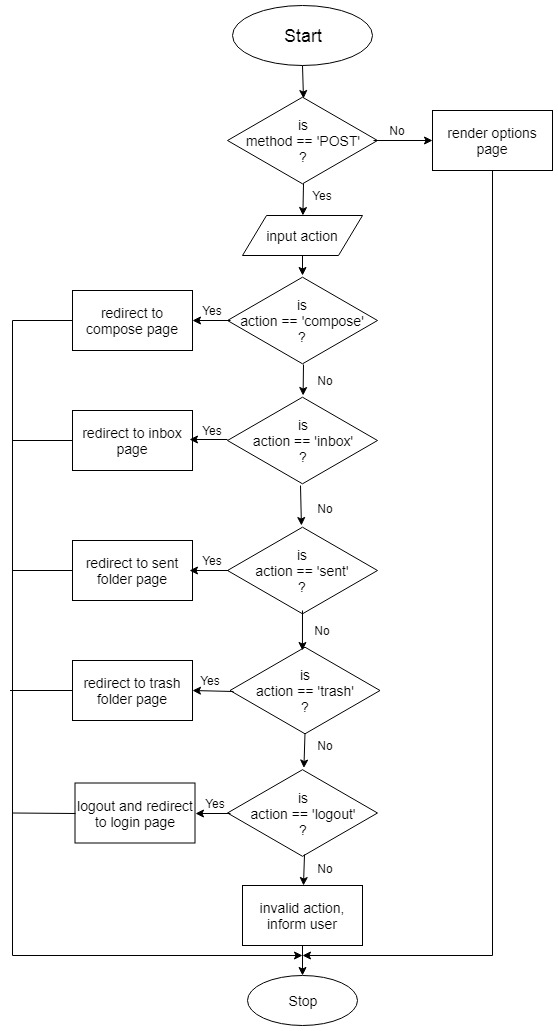 Start
is
method == 'POST'
?
No
render options
page
Yes
input action
is
action == 'compose'
?
Yes
redirect to
compose page
No
is
action == 'inbox'
?
Yes
redirect to inbox
page
No
is
action == 'sent'
?
Yes
redirect to sent
folder page
No
is
action == 'trash'
?
Yes
redirect to trash
folder page
No
is
action == 'logout'
?
Yes
logout and redirect
to login page
No
invalid action,
inform user
Stop